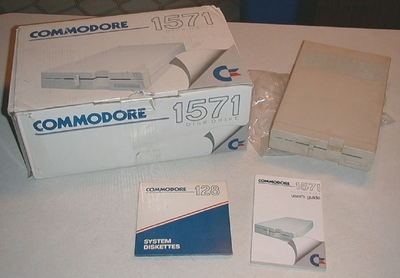 COMMODORE
1571
COMMODORE
1571
DISK DRIVE
COMMODORE
128
SYSTEM
DISKETTES
COMMODORE
1571
user's guide